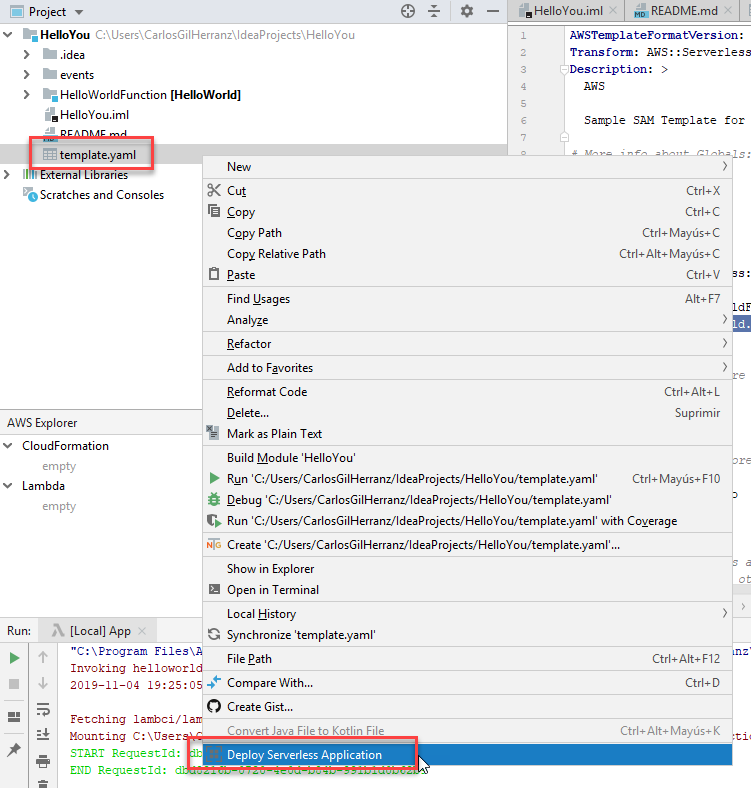 Project
HelloYou C:\Users\CarlosGilHerranz\IdeaProjects\HelloYou
.idea
events
HelloWorldFunction [HelloWorld]
HelloYou.iml
README.md
template.yaml
External Libraries
Scratches and Consoles
HelloYou.iml
README.md
1 AWSTemplateFormatVersion:
2 Transform: AWS::Serverless
3 Description: >
4 AWS
5
6 Sample SAM Template for
7
8 # More info about Globals:
New
Cut Ctrl+X
Copy Ctrl+C
Copy Path Ctrl+Mayús+C
Copy Relative Path Ctrl+Alt+Mayús+C
Paste Ctrl+V
Find Usages Alt+F7
Analyze
Refactor
Add to Favorites
Reformat Code Ctrl+Alt+L
Delete... Suprimir
Mark as Plain Text
Build Module 'HelloYou'
Run 'C:/Users/CarlosGilHerranz/IdeaProjects/HelloYou/template.yaml' Ctrl+Mayús+F10
Debug 'C:/Users/CarlosGilHerranz/IdeaProjects/HelloYou/template.yaml'
Run 'C:/Users/CarlosGilHerranz/IdeaProjects/HelloYou/template.yaml' with Coverage
Create 'C:/Users/CarlosGilHerranz/IdeaProjects/HelloYou/template.yaml'...
Show in Explorer
Open in Terminal
Local History
Synchronize 'template.yaml'
File Path Ctrl+Alt+F12
Compare With... Ctrl+D
Create Gist...
Convert Java File to Kotlin File Ctrl+Alt+Mayús+K
Deploy Serverless Application
AWS Explorer
CloudFormation
empty
Lambda
empty
Run: [Local] App
"C:\Program Files\A
Invoking helloworld
2019-11-04 19:25:05
Fetching lambci/lam
Mounting C:\Users\C
START RequestId:
END RequestId: